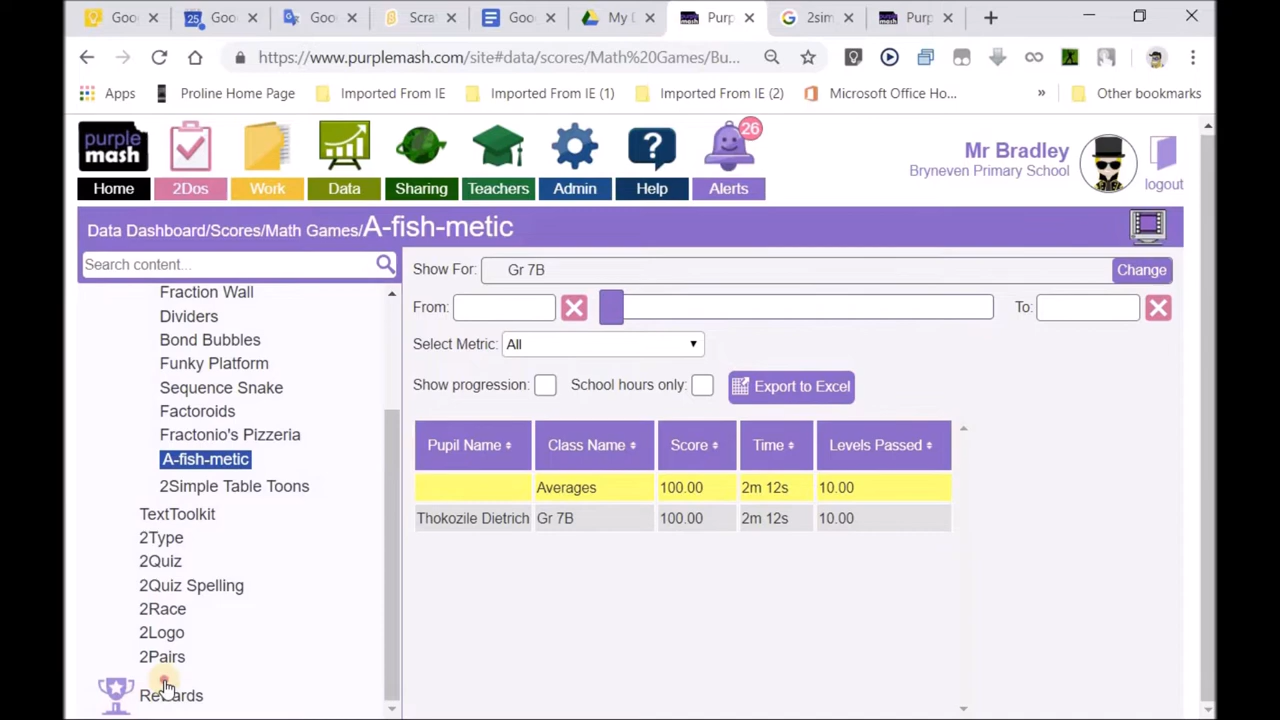 Goo
Goo
Goo
Scrat
Goo
My D
Purp
2sim
Purp
https://www.purplemash.com/site#data/scores/Math%20Games/Bu...
Apps
Proline Home Page
Imported From IE
Imported From IE (1)
Imported From IE (2)
Microsoft Office Ho...
»
Other bookmarks
purple
mash
26
Mr Bradley
Bryneven Primary School
logout
Home
2Dos
Work
Data
Sharing
Teachers
Admin
Help
Alerts
Data Dashboard/Scores/Math Games/A-fish-metic
Search content...
Show For: Gr 7B Change
From: To:
Select Metric: All
Show progression: School hours only: Export to Excel
Fraction Wall
Dividers
Bond Bubbles
Funky Platform
Sequence Snake
Factoroids
Fractonio's Pizzeria
A-fish-metic
2Simple Table Toons
TextToolkit
2Type
2Quiz
2Quiz Spelling
2Race
2Logo
2Pairs
Rewards
Pupil Name Class Name Score Time Levels Passed
Averages 100.00 2m 12s 10.00
Thokozile Dietrich Gr 7B 100.00 2m 12s 10.00